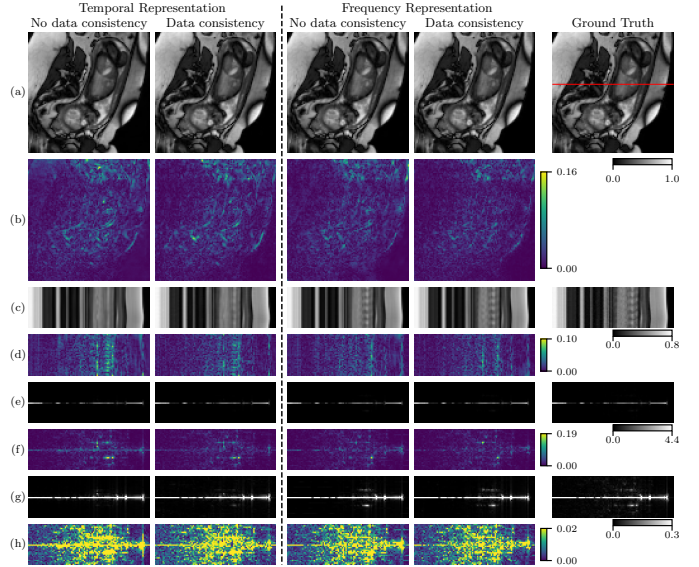 Temporal Representation
Frequency Representation
No data consistency
Data consistency
No data consistency
Data consistency
Ground Truth
(a)
(b)
0.16
0.00
0.0
1.0
(c)
0.0
0.8
(d)
0.10
0.00
(e)
0.0
4.4
(f)
0.19
0.00
(g)
0.0
0.3
(h)
0.02
0.00